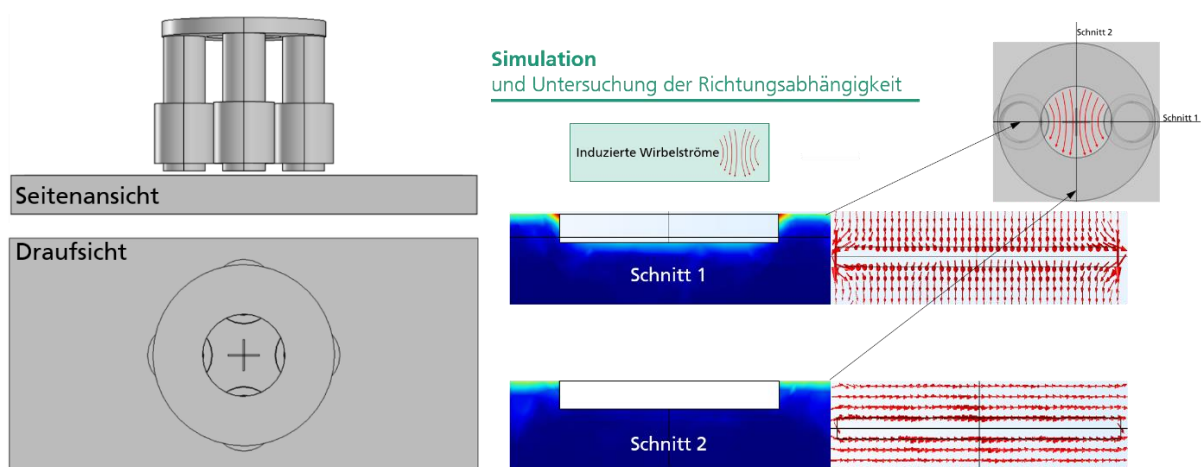 Seitenansicht
Draufsicht
Simulation
und Untersuchung der Richtungsabhängigkeit
Induzierte Wirbelströme
Schnitt 2
Schnitt 1
Schnitt 1
Schnitt 2